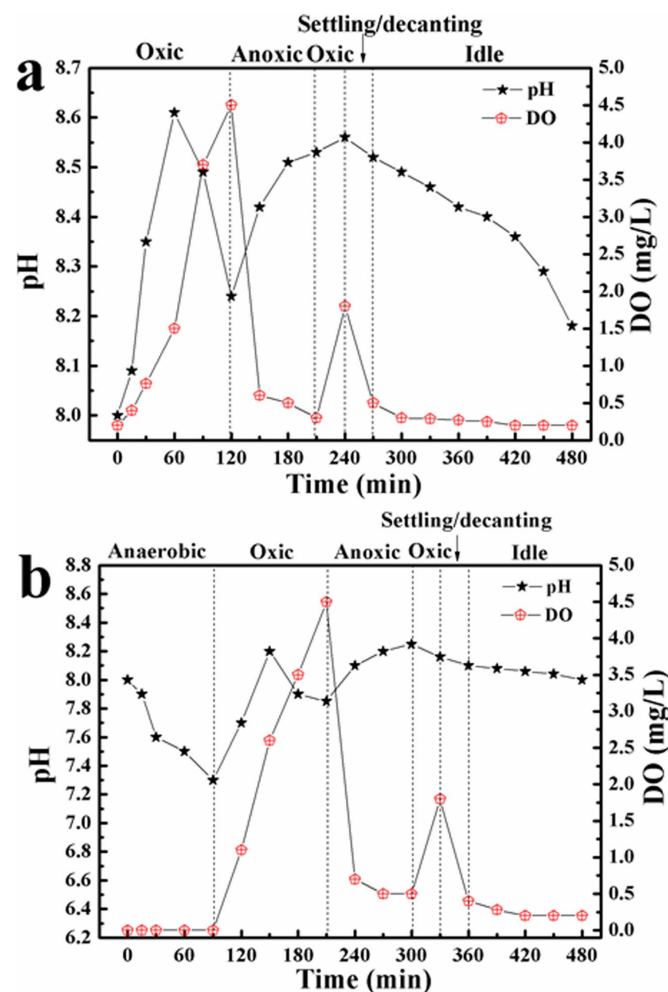 Settling/decanting
a
Oxic Anoxic Oxic Idle
8.7 5.0
pH
DO
8.6 4.5
4.0
8.5 3.5
8.4 3.0
2.5
8.3 2.0
8.2 1.5
8.1 1.0
0.5
8.0 0.0
pH
DO (mg/L)
0 60 120 180 240 300 360 420 480
Time (min)
Settling/decanting
b
Anaerobic Oxic Anoxic Oxic Idle
8.8 5.0
8.6
pH
DO
8.4 4.5
8.2 4.0
8.0 3.5
7.8
7.6 3.0
7.4 2.5
7.2 2.0
7.0 1.5
6.8
6.6 1.0
6.4 0.5
6.2 0.0
pH
DO (mg/L)
0 60 120 180 240 300 360 420 480
Time (min)